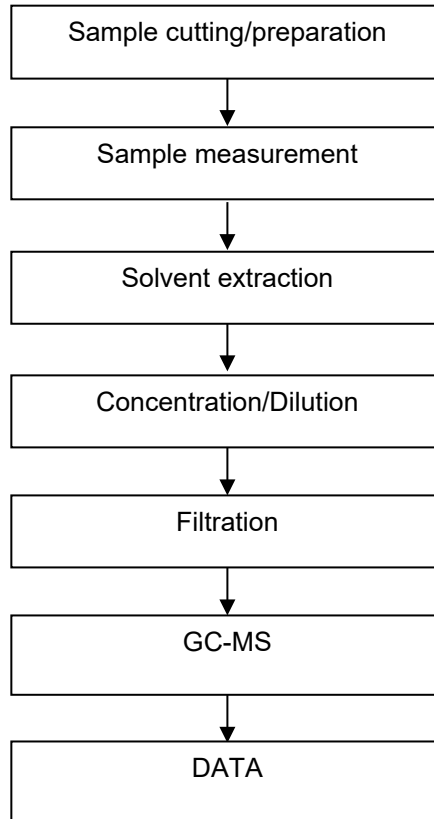 Sample cutting/preparation
Sample measurement
Solvent extraction
Concentration/Dilution
Filtration
GC-MS
DATA